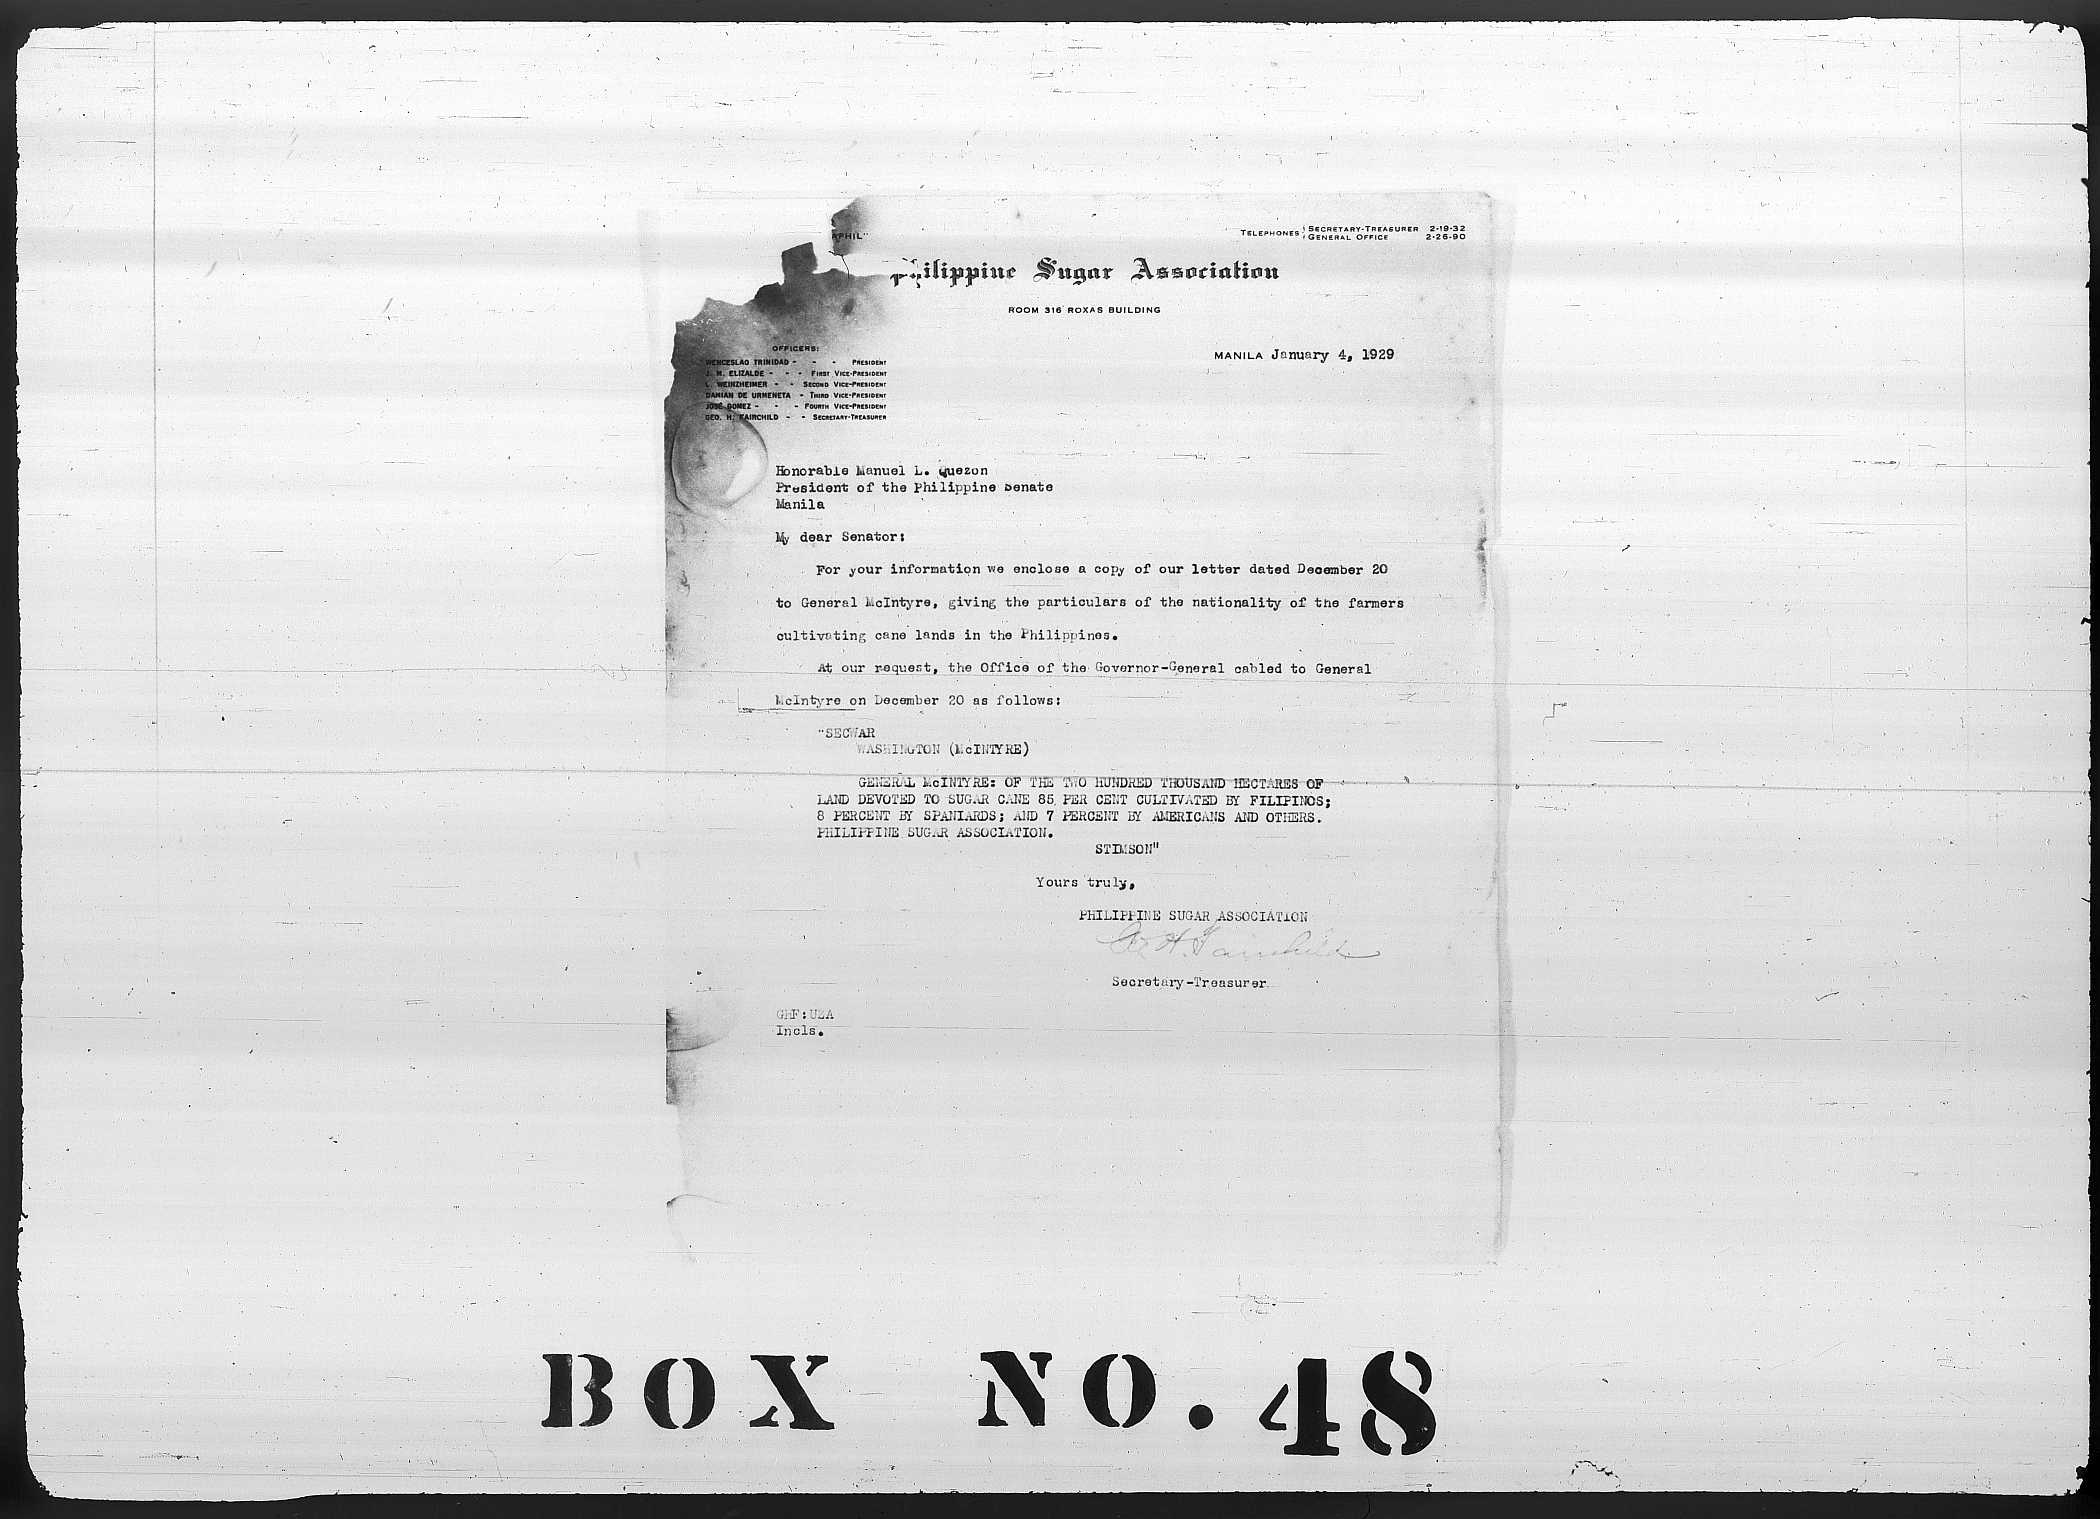 TELEPHONES SECRETARY-TREASURER 2-19-32
GENERAL OFFICE 2-26-90
Philippine Sugar Association
ROOM 316 ROXAS BUILDING
MANILA January 4, 1929
OFFICERS:
WENCESLAO TRINIDAD - - - PRESIDENT
J. M. ELIZALDE - - - FIRST VICE-PRESIDENT
L. WEINZHEIMER - - SECOND VICE-PRESIDENT
DAMIAN DE URMENETA - THIRD VICE-PRESIDENT
JOSÉ GOMEZ - - - FOURTH VICE-PRESIDENT
GEO. H. FAIRCHILD - - SECRETARY-TREASURER
Honorable Manuel L. Quezon
President of the Philippine Senate
Manila
My dear Senator:
For your information we enclose a copy of our letter dated December 20
to General McIntyre, giving the particulars of the nationality of the farmers
cultivating cane lands in the Philippines.
At our request, the Office of the Governor-General cabled to General
McIntyre on December 20 as follows:
"SECWAR
WASHINGTON (McINTYRE)
GENERAL McINTYRE: OF THE TWO HUNDRED THOUSAND HECTARES OF
LAND DEVOTED TO SUGAR CANE 85 PER CENT CULTIVATED BY FILIPINOS;
8 PERCENT BY SPANIARDS; AND 7 PERCENT BY AMERICANS AND OTHERS.
PHILIPPINE SUGAR ASSOCIATION.
STIMSON"
Yours truly,
PHILIPPINE SUGAR ASSOCIATION
Geo H. Fairchild
Secretary-Treasurer
GHF:UZA
Incls.
BOX NO. 48